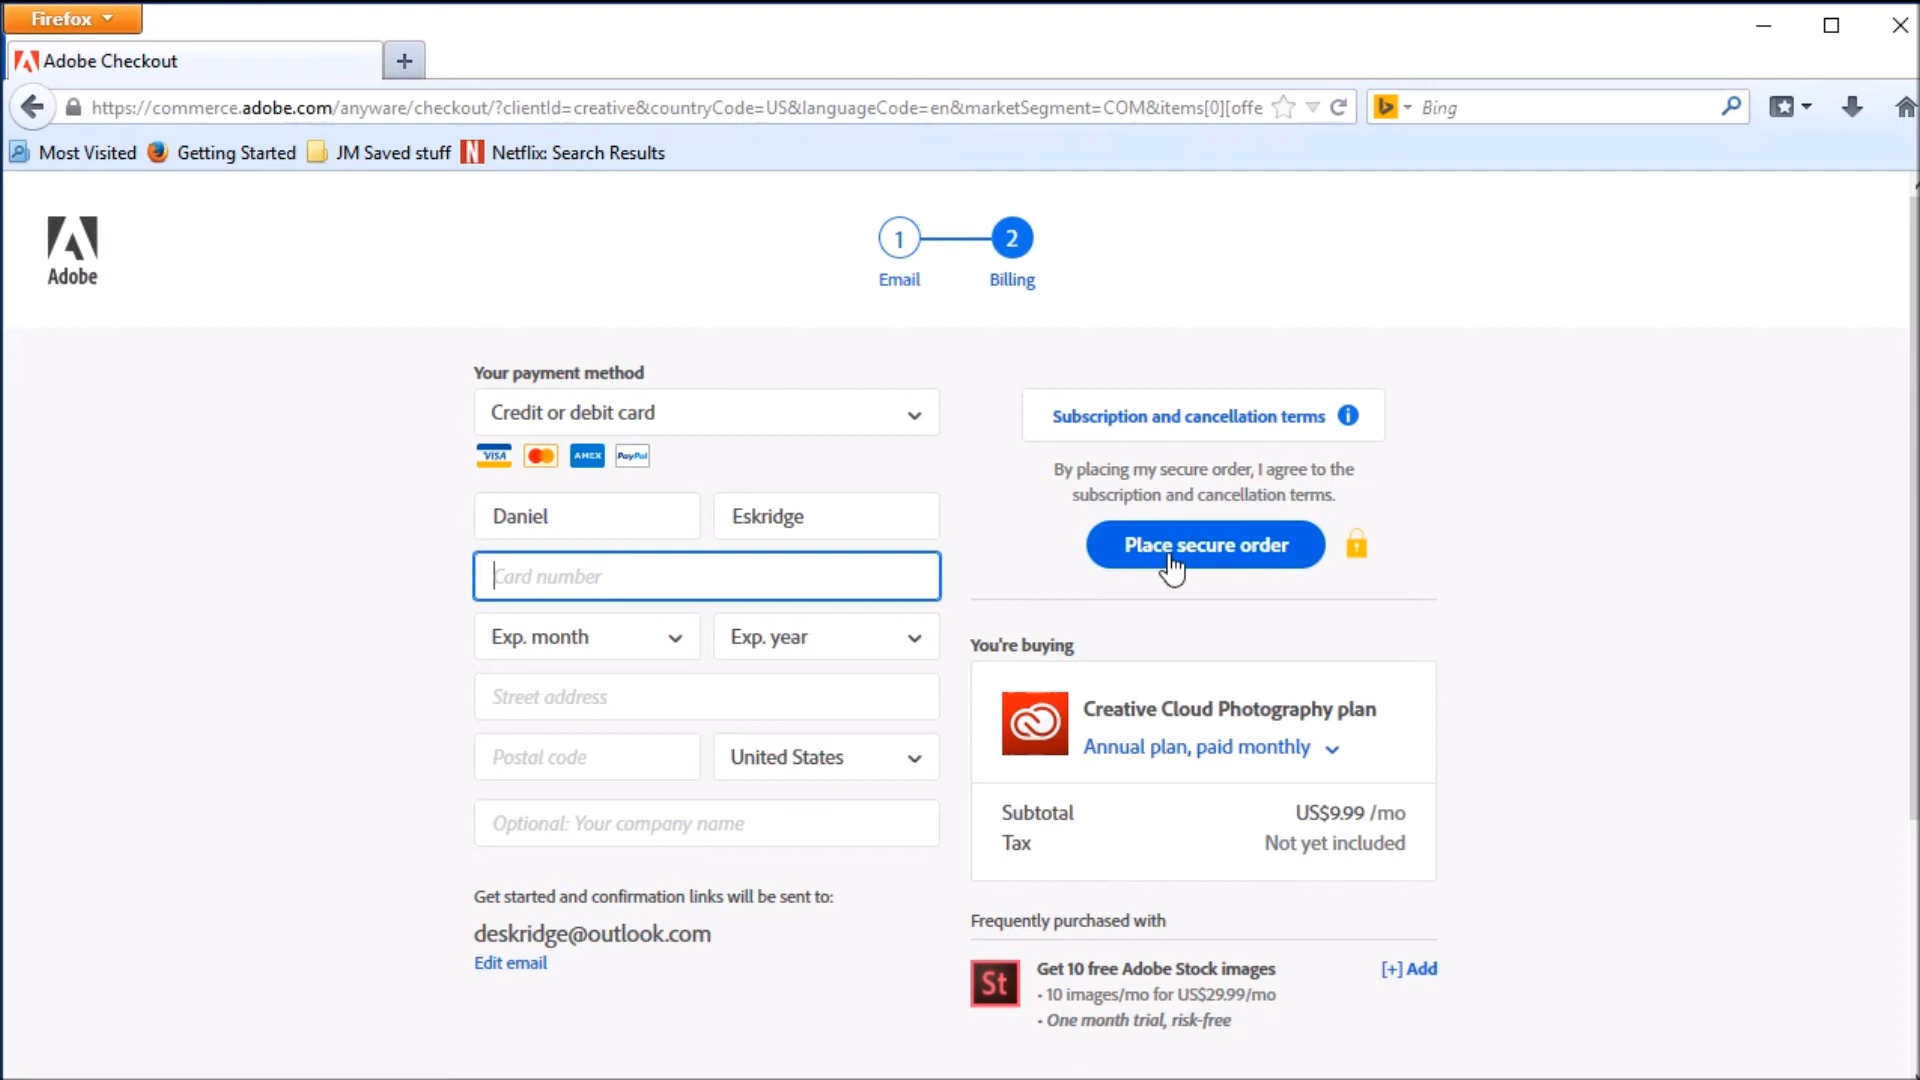 Firefox
Adobe Checkout
https://commerce.adobe.com/anyware/checkout/?clientId=creative&countryCode=US&languageCode=en&marketSegment=COM&items[0][offe
Bing
Most Visited
Getting Started
JM Saved stuff
Netflix: Search Results
Adobe
1
2
Email
Billing
Your payment method
Credit or debit card
VISA
AMEX
PayPal
Daniel
Eskridge
Card number
Exp. month
Exp. year
Street address
Postal code
United States
Optional: Your company name
Get started and confirmation links will be sent to:
deskridge@outlook.com
Edit email
Subscription and cancellation terms
By placing my secure order, I agree to the
subscription and cancellation terms.
Place secure order
You're buying
Creative Cloud Photography plan
Annual plan, paid monthly
Subtotal US$9.99 /mo
Tax Not yet included
Frequently purchased with
St
Get 10 free Adobe Stock images
[+] Add
• 10 images/mo for US$29.99/mo
• One month trial, risk-free